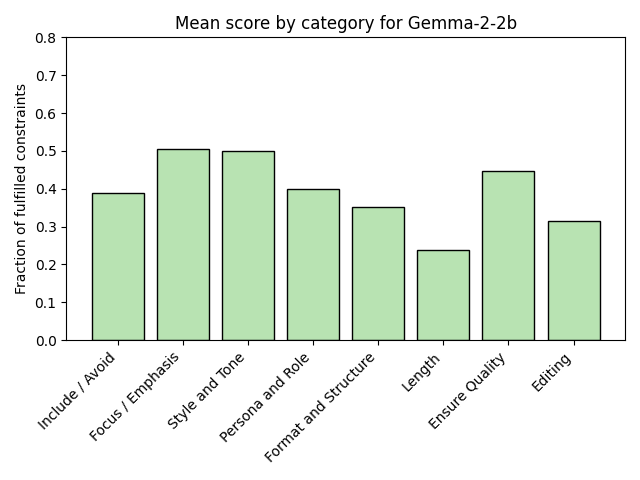 Mean score by category for Gemma-2-2b
Fraction of fulfilled constraints
0.8
0.7
0.6
0.5
0.4
0.3
0.2
0.1
0.0
Include / Avoid
Focus / Emphasis
Style and Tone
Persona and Role
Format and Structure
Length
Ensure Quality
Editing